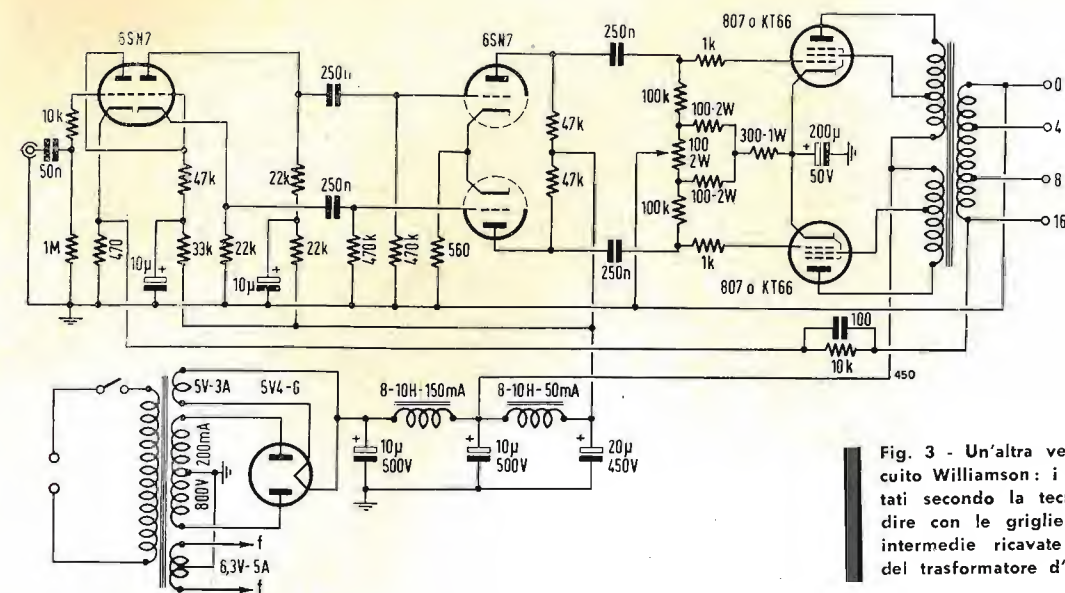 6SN7
10k
50n
1M
470
10μ
47k
33k
22k
10μ
22k
22k
250n
250n
470k
470k
6SN7
560
47k
47k
250n
250n
100k
100-2W
100
2W
100-2W
100k
1k
1k
300-1W
807 o KT66
200μ
50V
807 o KT66
0
4
8
16
100
10k
450
5V-3A
5V4-G
800V 200mA
6,3V-5A
f
f
8-10H-150mA
8-10H-50mA
10μ
500V
10μ
500V
20μ
450V
Fig. 3 - Un'altra ve
cuito Williamson: i
tati secondo la tec
dire con le griglie
intermedie ricavate
del trasformatore d'